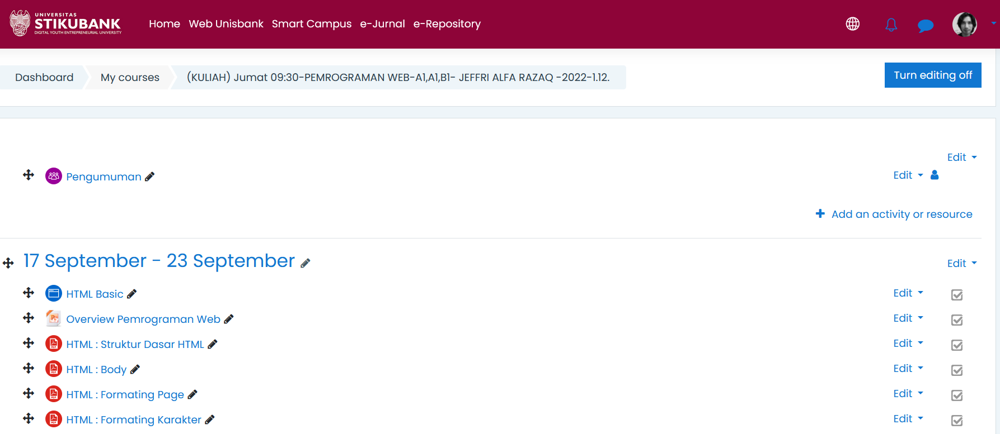 UNIVERSITAS
STIKUBANK
DIGITAL YOUTH ENTREPRENEURIAL UNIVERSITY
Home Web Unisbank Smart Campus e-Jurnal e-Repository
Dashboard My courses (KULIAH) Jumat 09:30-PEMROGRAMAN WEB-A1,A1,B1- JEFFRI ALFA RAZAQ -2022-1.12.
Turn editing off
Edit
Pengumuman Edit
Add an activity or resource
17 September - 23 September Edit
HTML Basic Edit
Overview Pemrograman Web Edit
HTML : Struktur Dasar HTML Edit
HTML : Body Edit
HTML : Formating Page Edit
HTML : Formating Karakter Edit